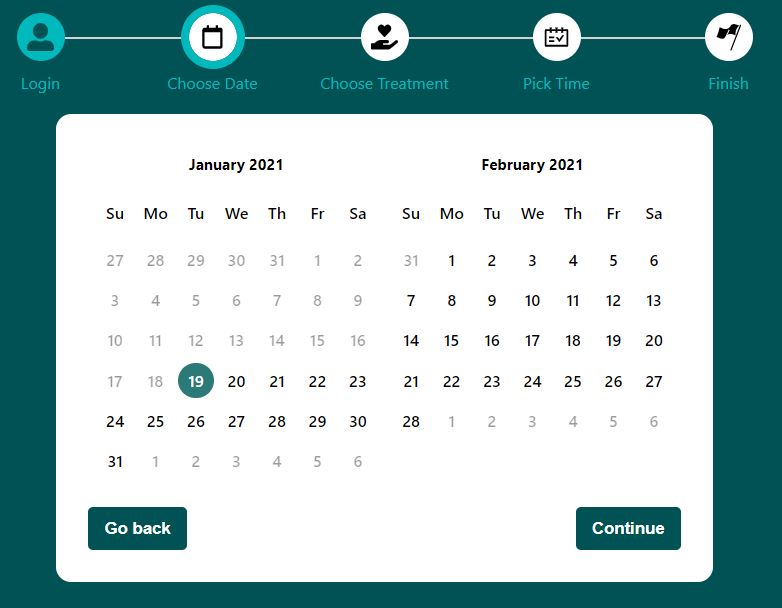 Login Choose Date Choose Treatment Pick Time Finish
January 2021
Su Mo Tu We Th Fr Sa
27 28 29 30 31 1 2
3 4 5 6 7 8 9
10 11 12 13 14 15 16
17 18 19 20 21 22 23
24 25 26 27 28 29 30
31 1 2 3 4 5 6
February 2021
Su Mo Tu We Th Fr Sa
31 1 2 3 4 5 6
7 8 9 10 11 12 13
14 15 16 17 18 19 20
21 22 23 24 25 26 27
28 1 2 3 4 5 6
Go back Continue